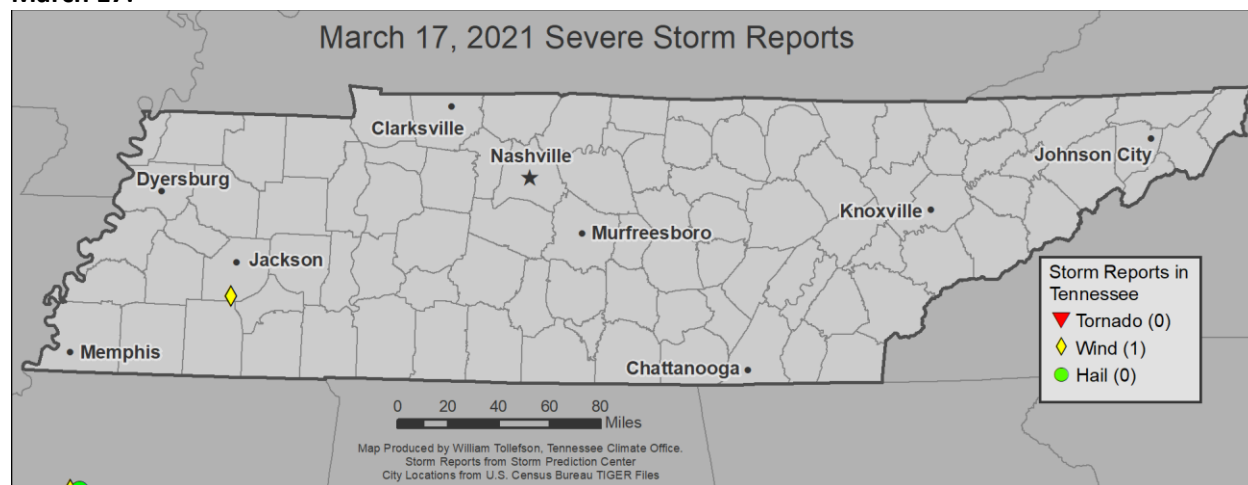 March 17, 2021 Severe Storm Reports
Clarksville
Nashville
Johnson City
Dyersburg
Knoxville
Murfreesboro
Jackson
Storm Reports in
Tennessee
Tornado (0)
Wind (1)
Hail (0)
Memphis
Chattanooga
0 20 40 60 80
Miles
Map Produced by William Tollefson, Tennessee Climate Office.
Storm Reports from Storm Prediction Center
City Locations from U.S. Census Bureau TIGER Files